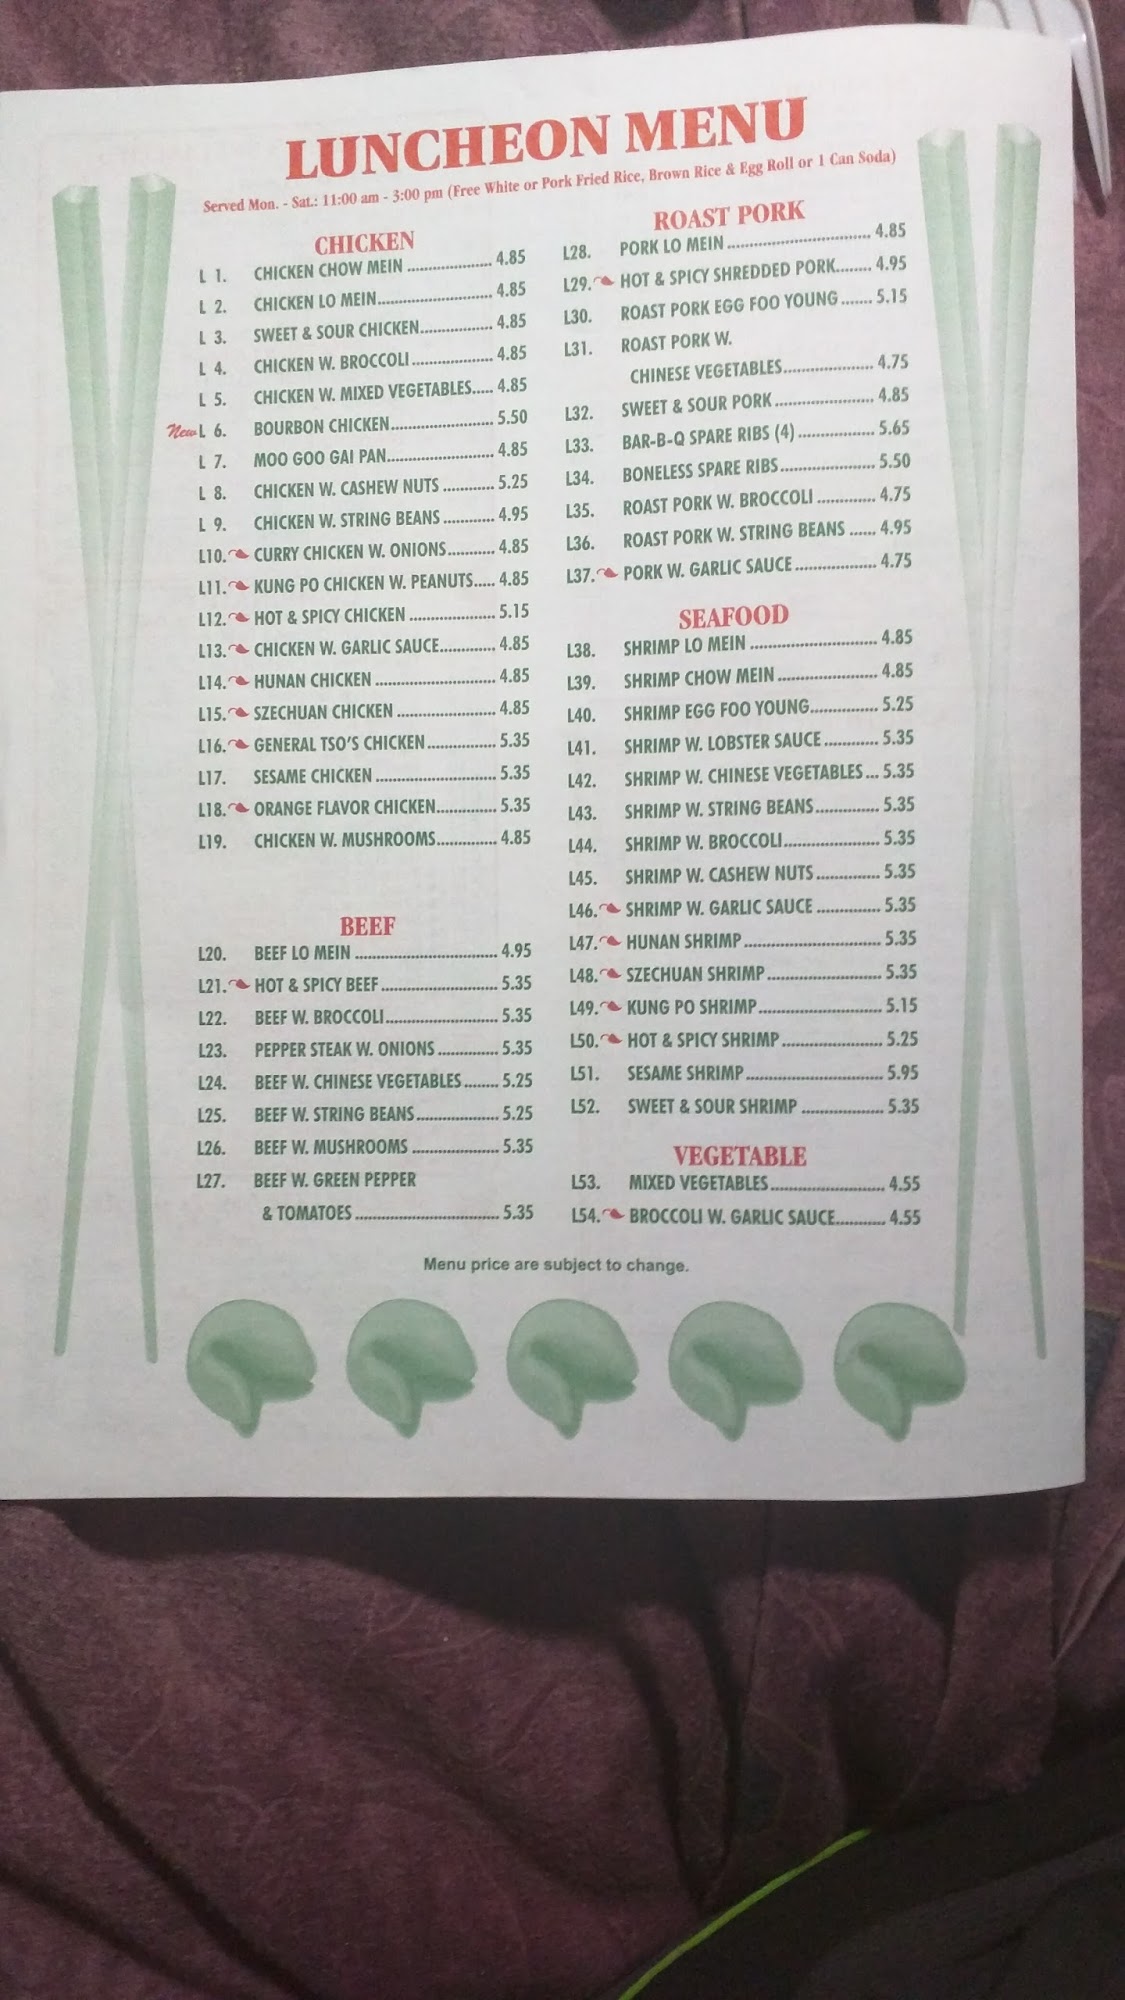 LUNCHEON MENU
Served Mon. - Sat.: 11:00 am - 3:00 pm (Free White or Pork Fried Rice, Brown Rice & Egg Roll or 1 Can Soda)
CHICKEN
L 1. CHICKEN CHOW MEIN 4.85
L 2. CHICKEN LO MEIN 4.85
L 3. SWEET & SOUR CHICKEN 4.85
L 4. CHICKEN W. BROCCOLI 4.85
L 5. CHICKEN W. MIXED VEGETABLES 4.85
New L 6. BOURBON CHICKEN 5.50
L 7. MOO GOO GAI PAN 4.85
L 8. CHICKEN W. CASHEW NUTS 5.25
L 9. CHICKEN W. STRING BEANS 4.95
L10. CURRY CHICKEN W. ONIONS 4.85
L11. KUNG PO CHICKEN W. PEANUTS 4.85
L12. HOT & SPICY CHICKEN 5.15
L13. CHICKEN W. GARLIC SAUCE 4.85
L14. HUNAN CHICKEN 4.85
L15. SZECHUAN CHICKEN 4.85
L16. GENERAL TSO'S CHICKEN 5.35
L17. SESAME CHICKEN 5.35
L18. ORANGE FLAVOR CHICKEN 5.35
L19. CHICKEN W. MUSHROOMS 4.85
BEEF
L20. BEEF LO MEIN 4.95
L21. HOT & SPICY BEEF 5.35
L22. BEEF W. BROCCOLI 5.35
L23. PEPPER STEAK W. ONIONS 5.35
L24. BEEF W. CHINESE VEGETABLES 5.25
L25. BEEF W. STRING BEANS 5.25
L26. BEEF W. MUSHROOMS 5.35
L27. BEEF W. GREEN PEPPER
& TOMATOES 5.35
ROAST PORK
L28. PORK LO MEIN 4.85
L29. HOT & SPICY SHREDDED PORK 4.95
L30. ROAST PORK EGG FOO YOUNG 5.15
L31. ROAST PORK W.
CHINESE VEGETABLES 4.75
L32. SWEET & SOUR PORK 4.85
L33. BAR-B-Q SPARE RIBS (4) 5.65
L34. BONELESS SPARE RIBS 5.50
L35. ROAST PORK W. BROCCOLI 4.75
L36. ROAST PORK W. STRING BEANS 4.95
L37. PORK W. GARLIC SAUCE 4.75
SEAFOOD
L38. SHRIMP LO MEIN 4.85
L39. SHRIMP CHOW MEIN 4.85
L40. SHRIMP EGG FOO YOUNG 5.25
L41. SHRIMP W. LOBSTER SAUCE 5.35
L42. SHRIMP W. CHINESE VEGETABLES 5.35
L43. SHRIMP W. STRING BEANS 5.35
L44. SHRIMP W. BROCCOLI 5.35
L45. SHRIMP W. CASHEW NUTS 5.35
L46. SHRIMP W. GARLIC SAUCE 5.35
L47. HUNAN SHRIMP 5.35
L48. SZECHUAN SHRIMP 5.35
L49. KUNG PO SHRIMP 5.15
L50. HOT & SPICY SHRIMP 5.25
L51. SESAME SHRIMP 5.95
L52. SWEET & SOUR SHRIMP 5.35
VEGETABLE
L53. MIXED VEGETABLES 4.55
L54. BROCCOLI W. GARLIC SAUCE 4.55
Menu price are subject to change.